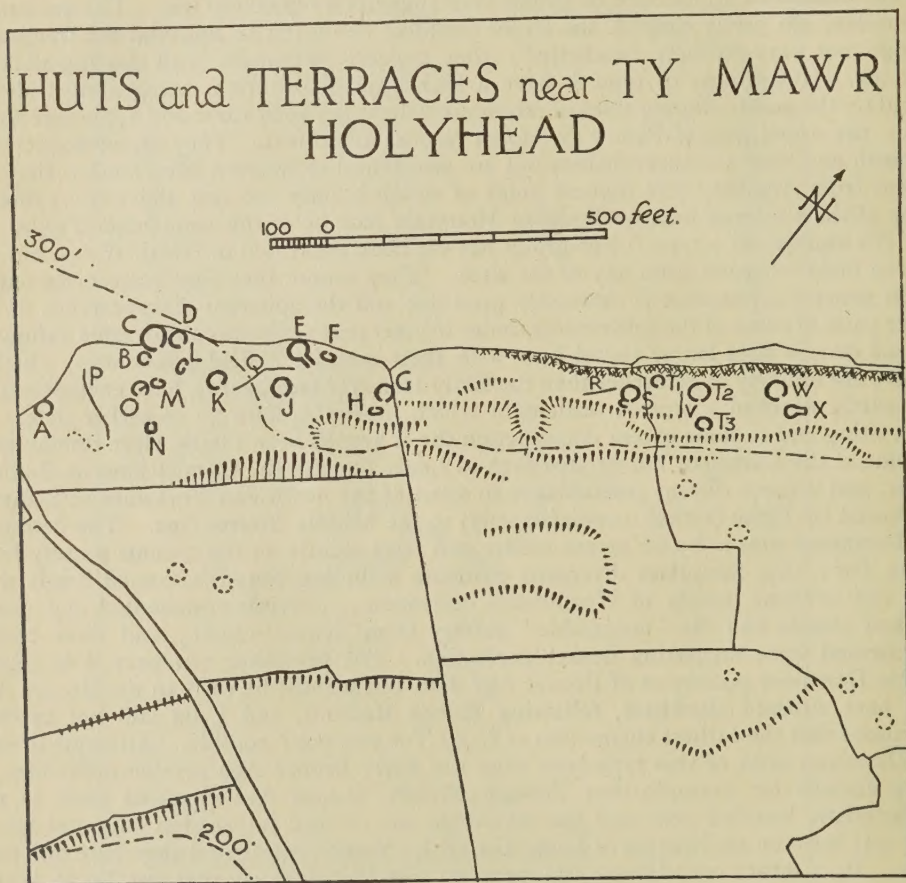 HUTS and TERRACES near TY MAWR
HOLYHEAD
N
100 0 500 feet.
300'
C D E F
B L Q
P M K J H G R S T1 T2 W
A N V T3 X
200'